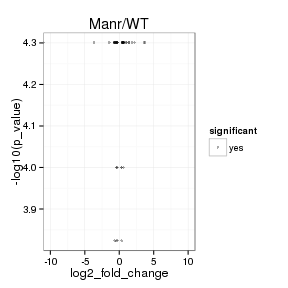 Manr/WT
4.3
4.2
4.1
4.0
3.9
-log10(p_value)
-10
-5
0
5
10
log2_fold_change
significant
yes